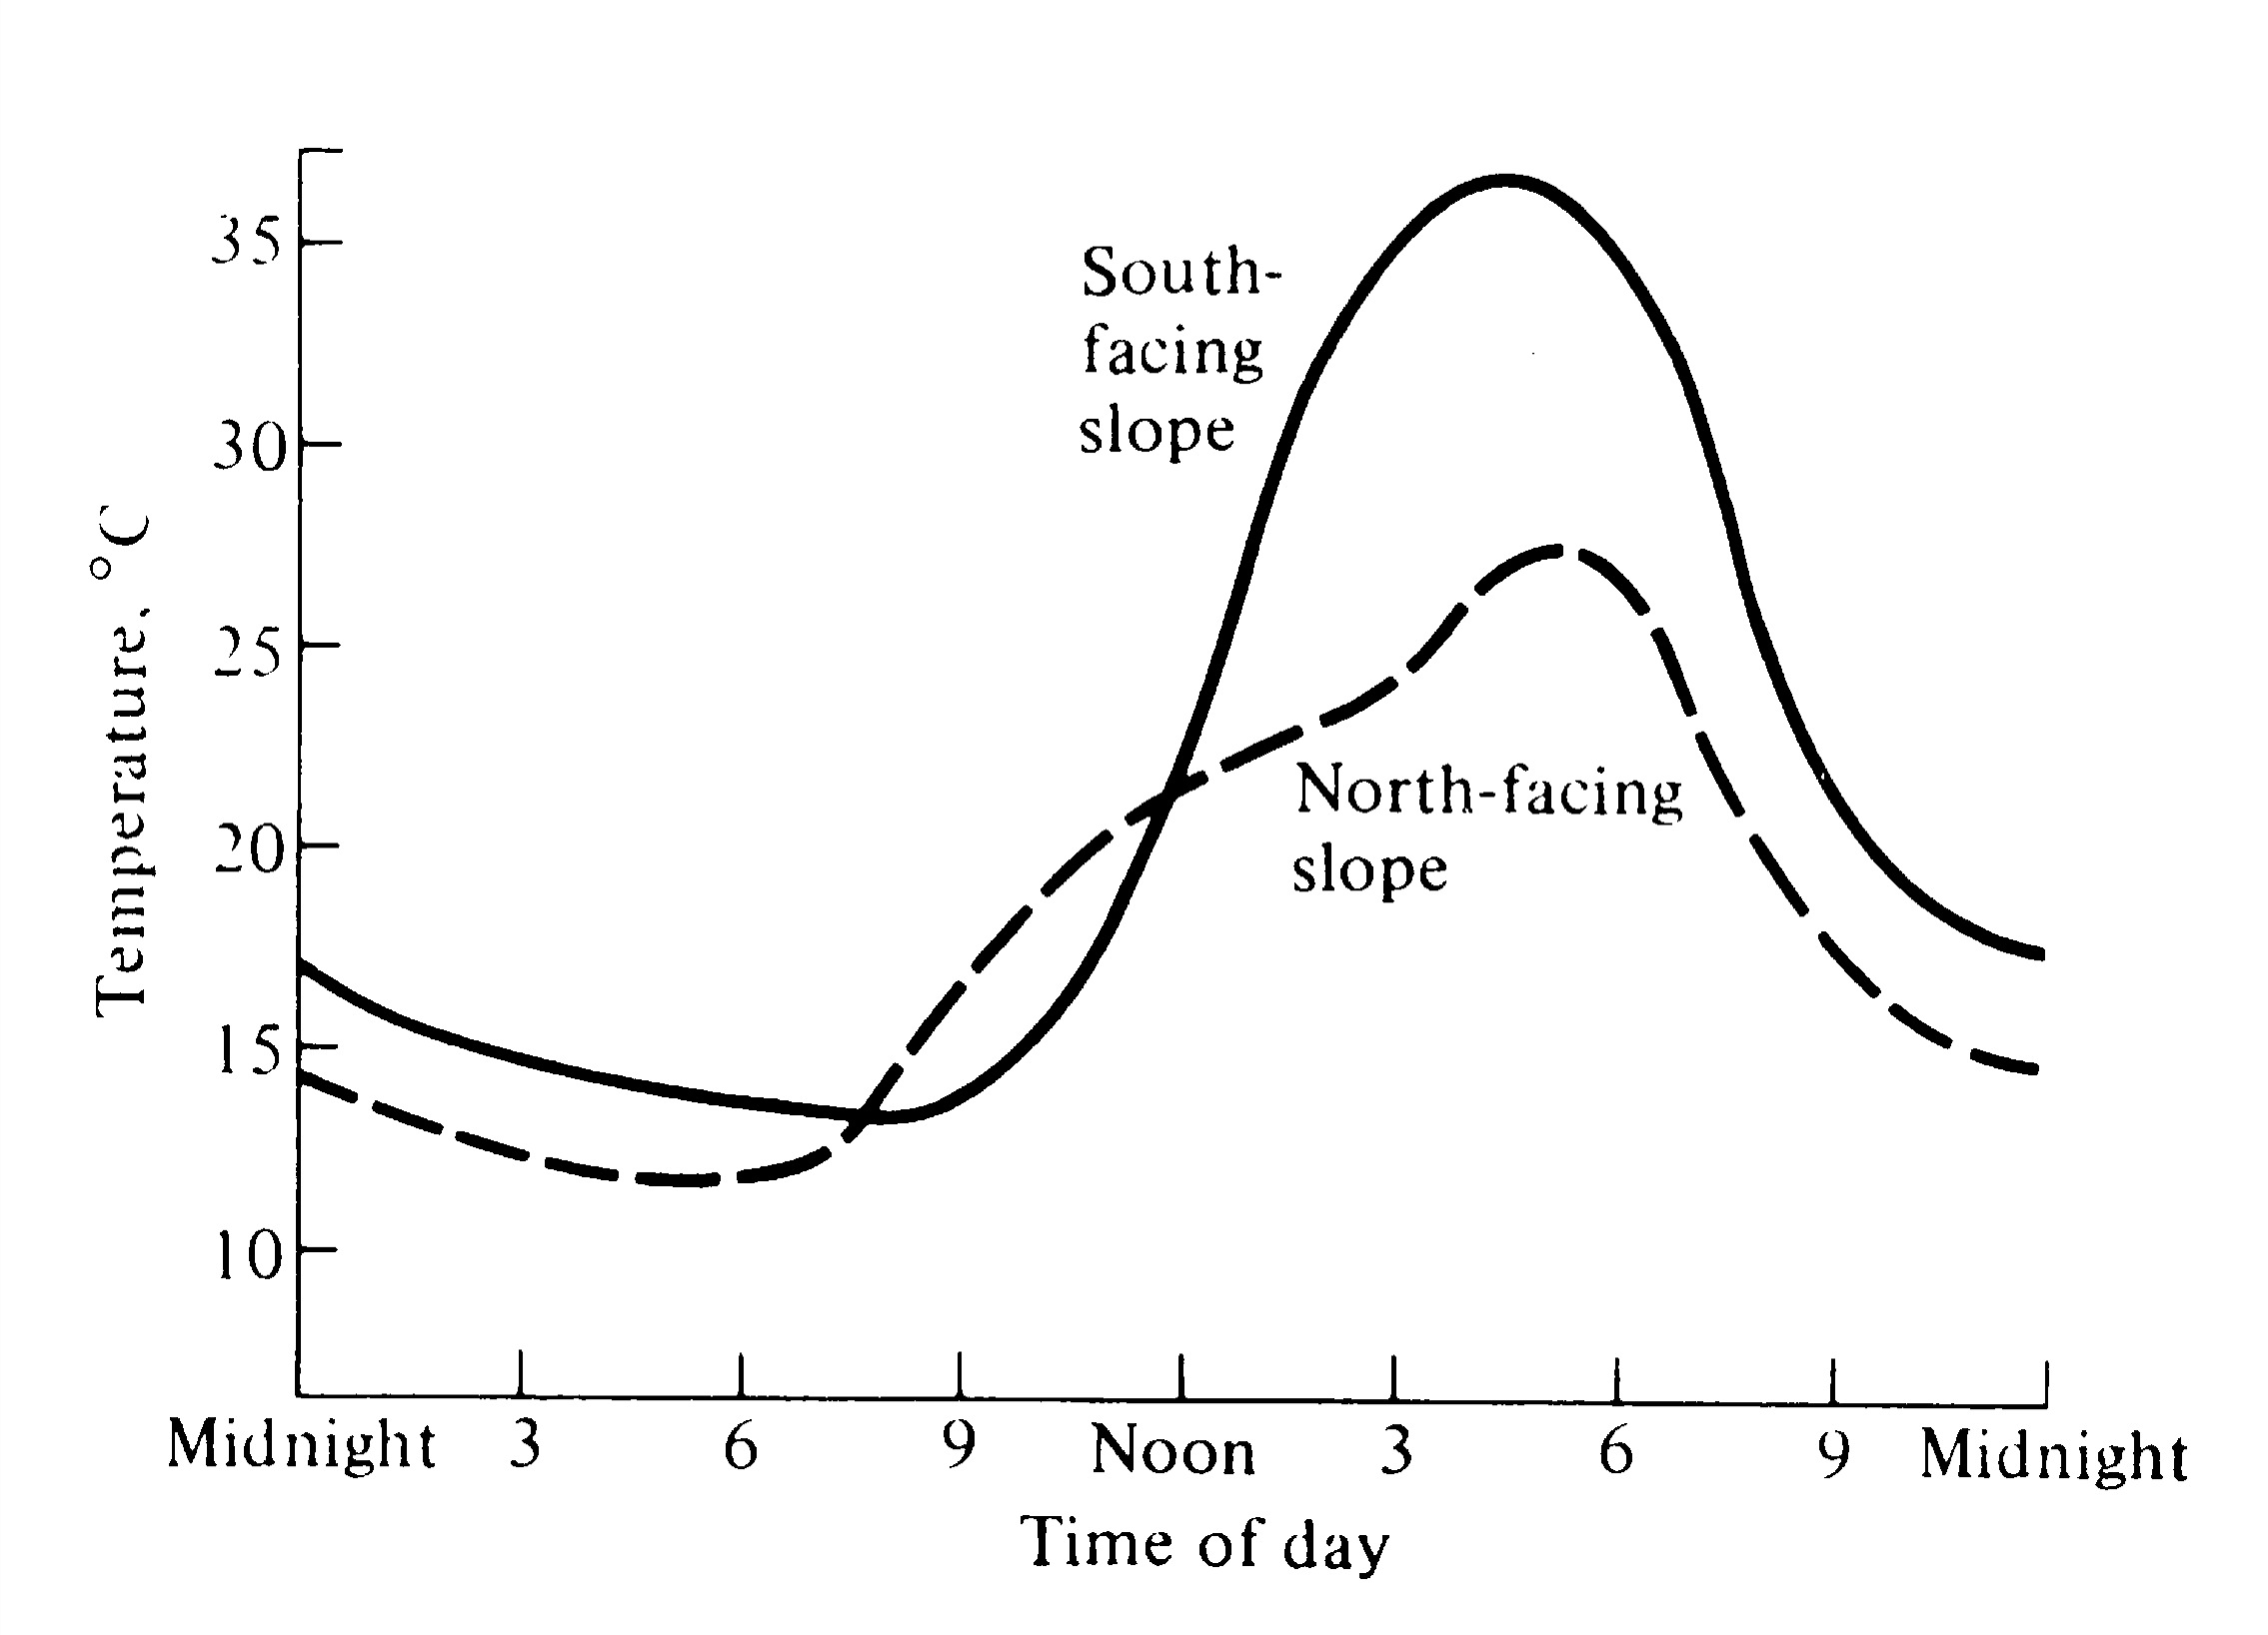 35
30
25
20
15
10
Temperature, °C
South-
facing
slope
North-facing
slope
Midnight 3 6 9 Noon 3 6 9 Midnight
Time of day